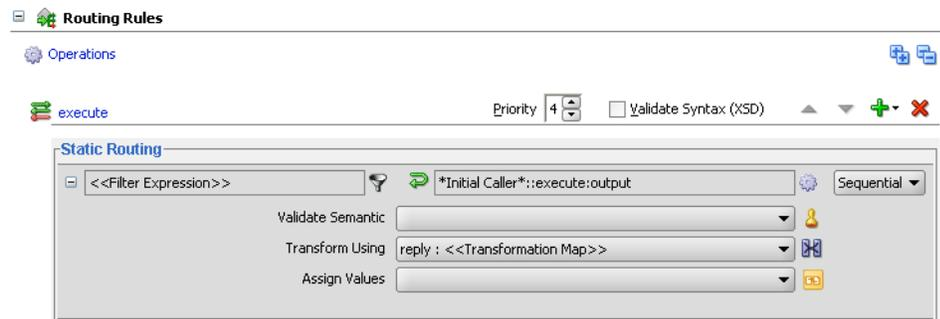 Routing Rules
Operations
execute Priority 4 Validate Syntax (XSD)
Static Routing
<<Filter Expression>> *Initial Caller*::execute:output Sequential
Validate Semantic
Transform Using reply : <<Transformation Map>>
Assign Values